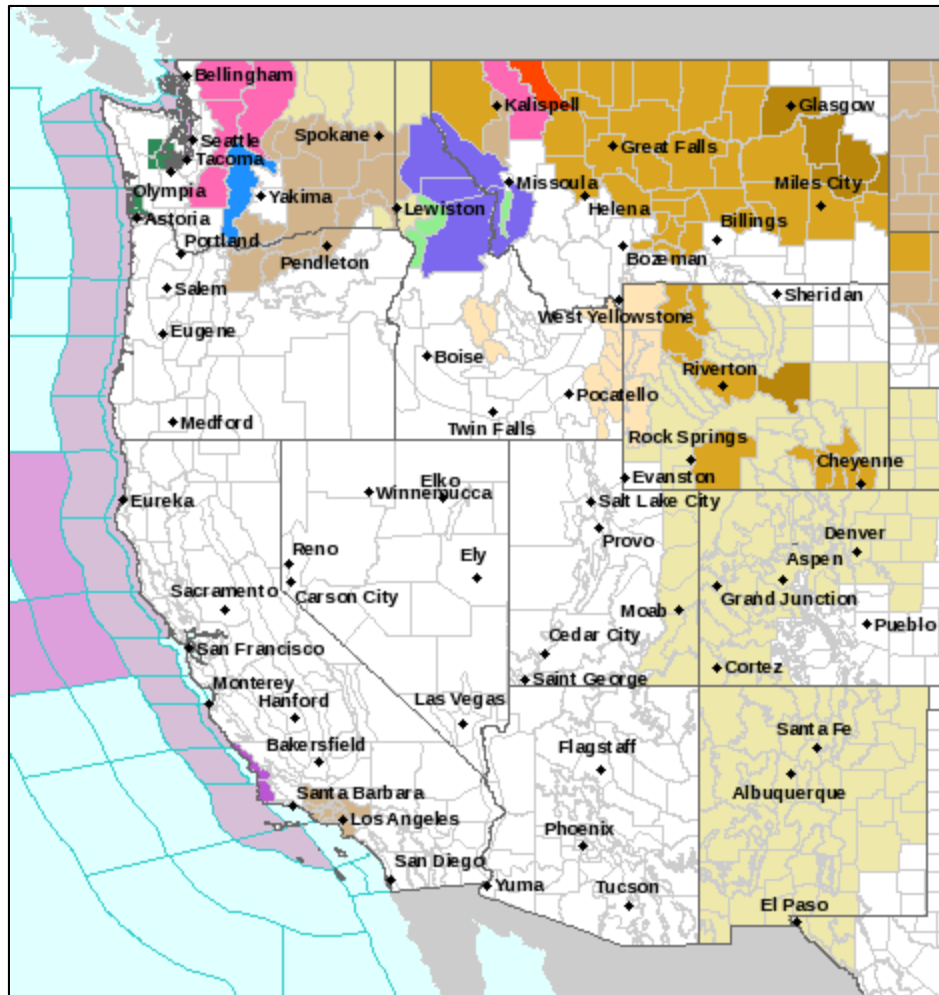 Bellingham
Kalispell
Glasgow
Spokane
Seattle
Tacoma
Great Falls
Olympia
Yakima
Missoula
Miles City
Astoria
Lewiston
Helena
Billings
Portland
Pendleton
Bozeman
Salem
Sheridan
West Yellowstone
Eugene
Boise
Riverton
Pocatello
Medford
Twin Falls
Rock Springs
Cheyenne
Elko
Winnemucca
Evanston
Eureka
Salt Lake City
Denver
Provo
Reno
Ely
Aspen
Sacramento
Carson City
Grand Junction
Moab
Pueblo
Cedar City
San Francisco
Cortez
Saint George
Monterey
Hanford
Las Vegas
Santa Fe
Bakersfield
Flagstaff
Albuquerque
Santa Barbara
Los Angeles
Phoenix
San Diego
Yuma
Tucson
El Paso